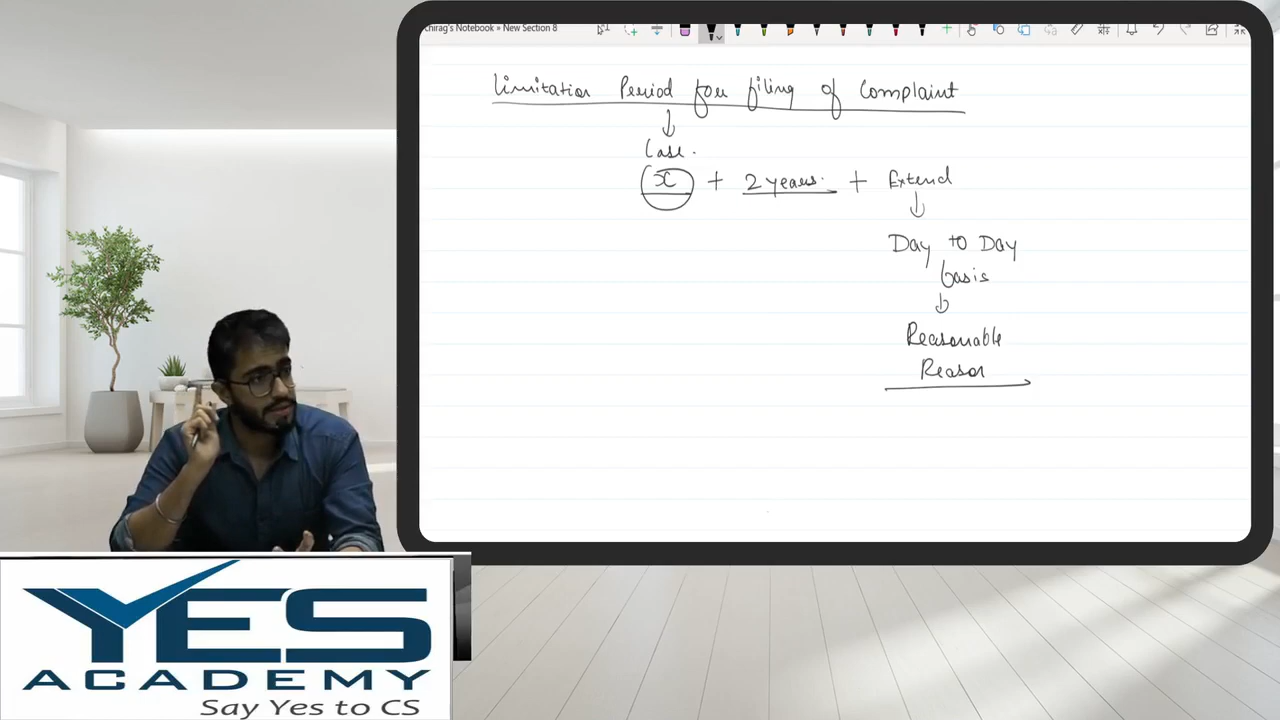 chirag's Notebook » New Section 8
Limitation Period for filing of Complaint
Case.
x + 2 years. + Extend
Day to Day
basis
Reasonable
Reason
YES
ACADEMY
Say Yes to CS